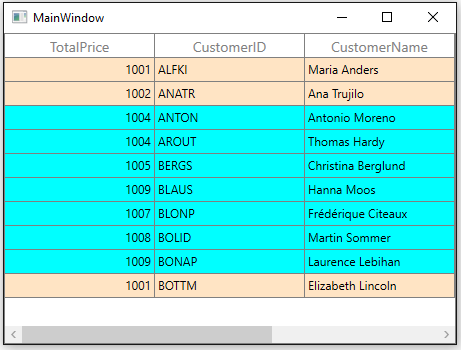 MainWindow
TotalPrice CustomerID CustomerName
1001 ALFKI Maria Anders
1002 ANATR Ana Trujilo
1004 ANTON Antonio Moreno
1004 AROUT Thomas Hardy
1005 BERGS Christina Berglund
1009 BLAUS Hanna Moos
1007 BLONP Frédérique Citeaux
1008 BOLID Martin Sommer
1009 BONAP Laurence Lebihan
1001 BOTTM Elizabeth Lincoln